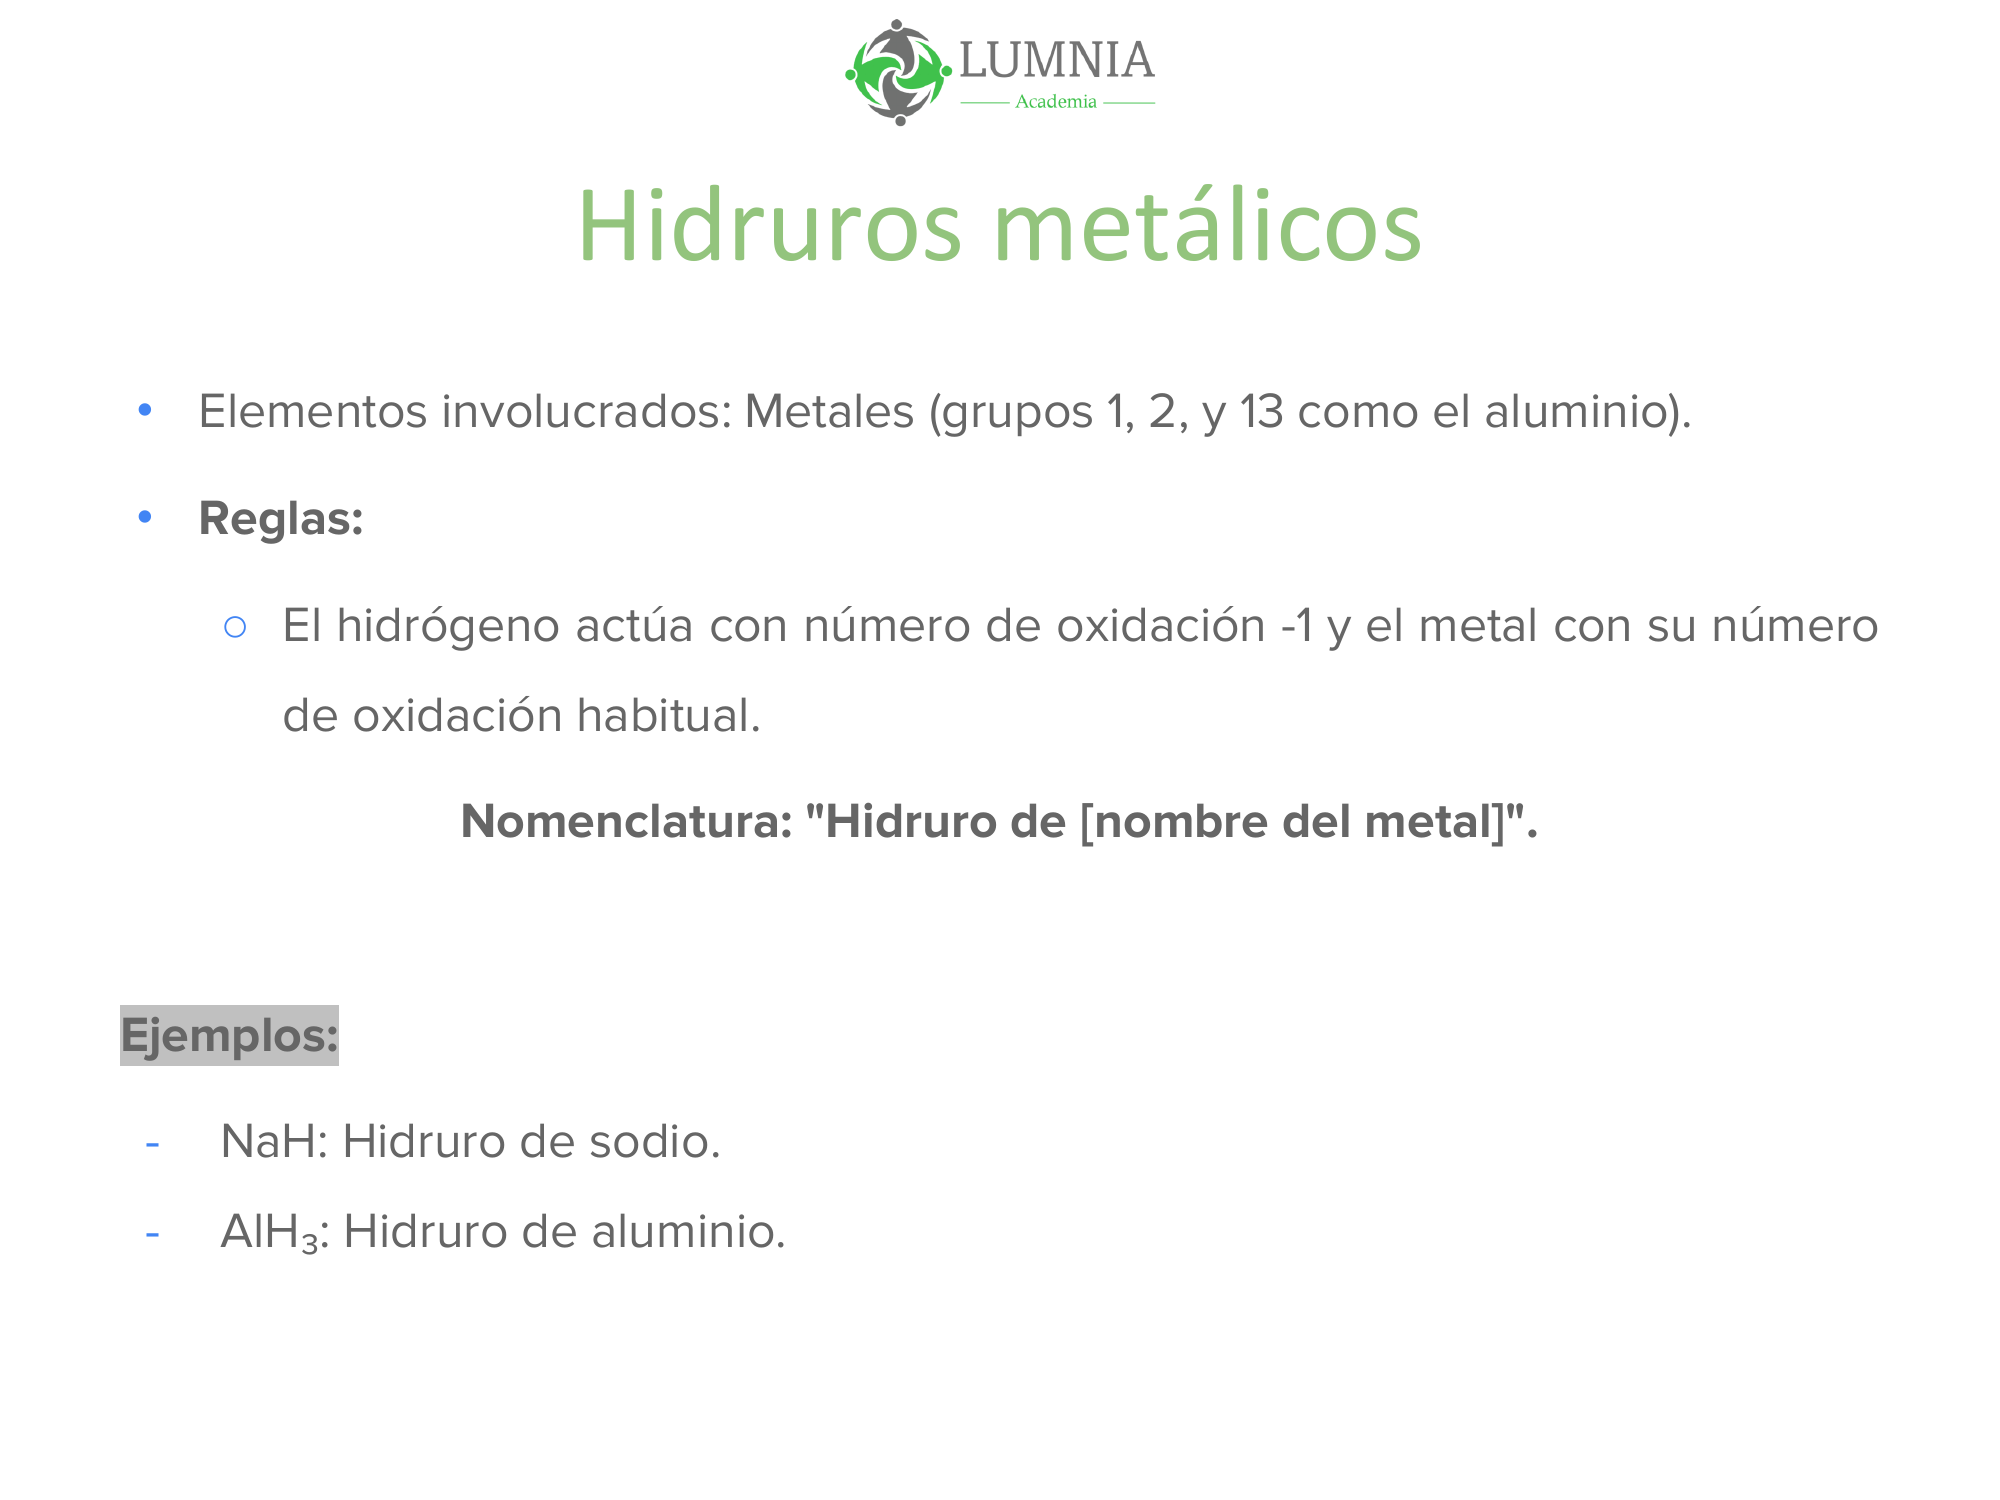 LUMNIA
Academia
Hidruros metálicos
• Elementos involucrados: Metales (grupos 1, 2, y 13 como el aluminio).
• Reglas:
○ El hidrógeno actúa con número de oxidación -1 y el metal con su número
de oxidación habitual.
Nomenclatura: "Hidruro de [nombre del metal]".
Ejemplos:
- NaH: Hidruro de sodio.
- AlH₃: Hidruro de aluminio.